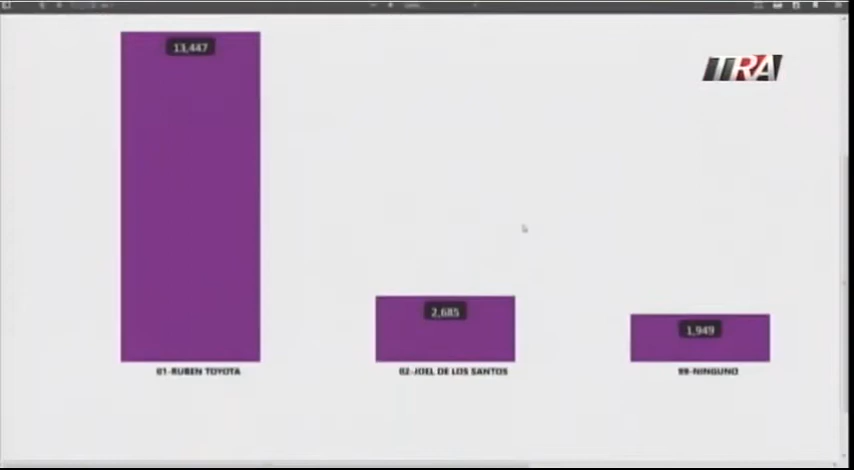 13,447
TRA
2,685
1,949
01-RUBEN TOYOTA
02-JOEL DE LOS SANTOS
99-NINGUNO